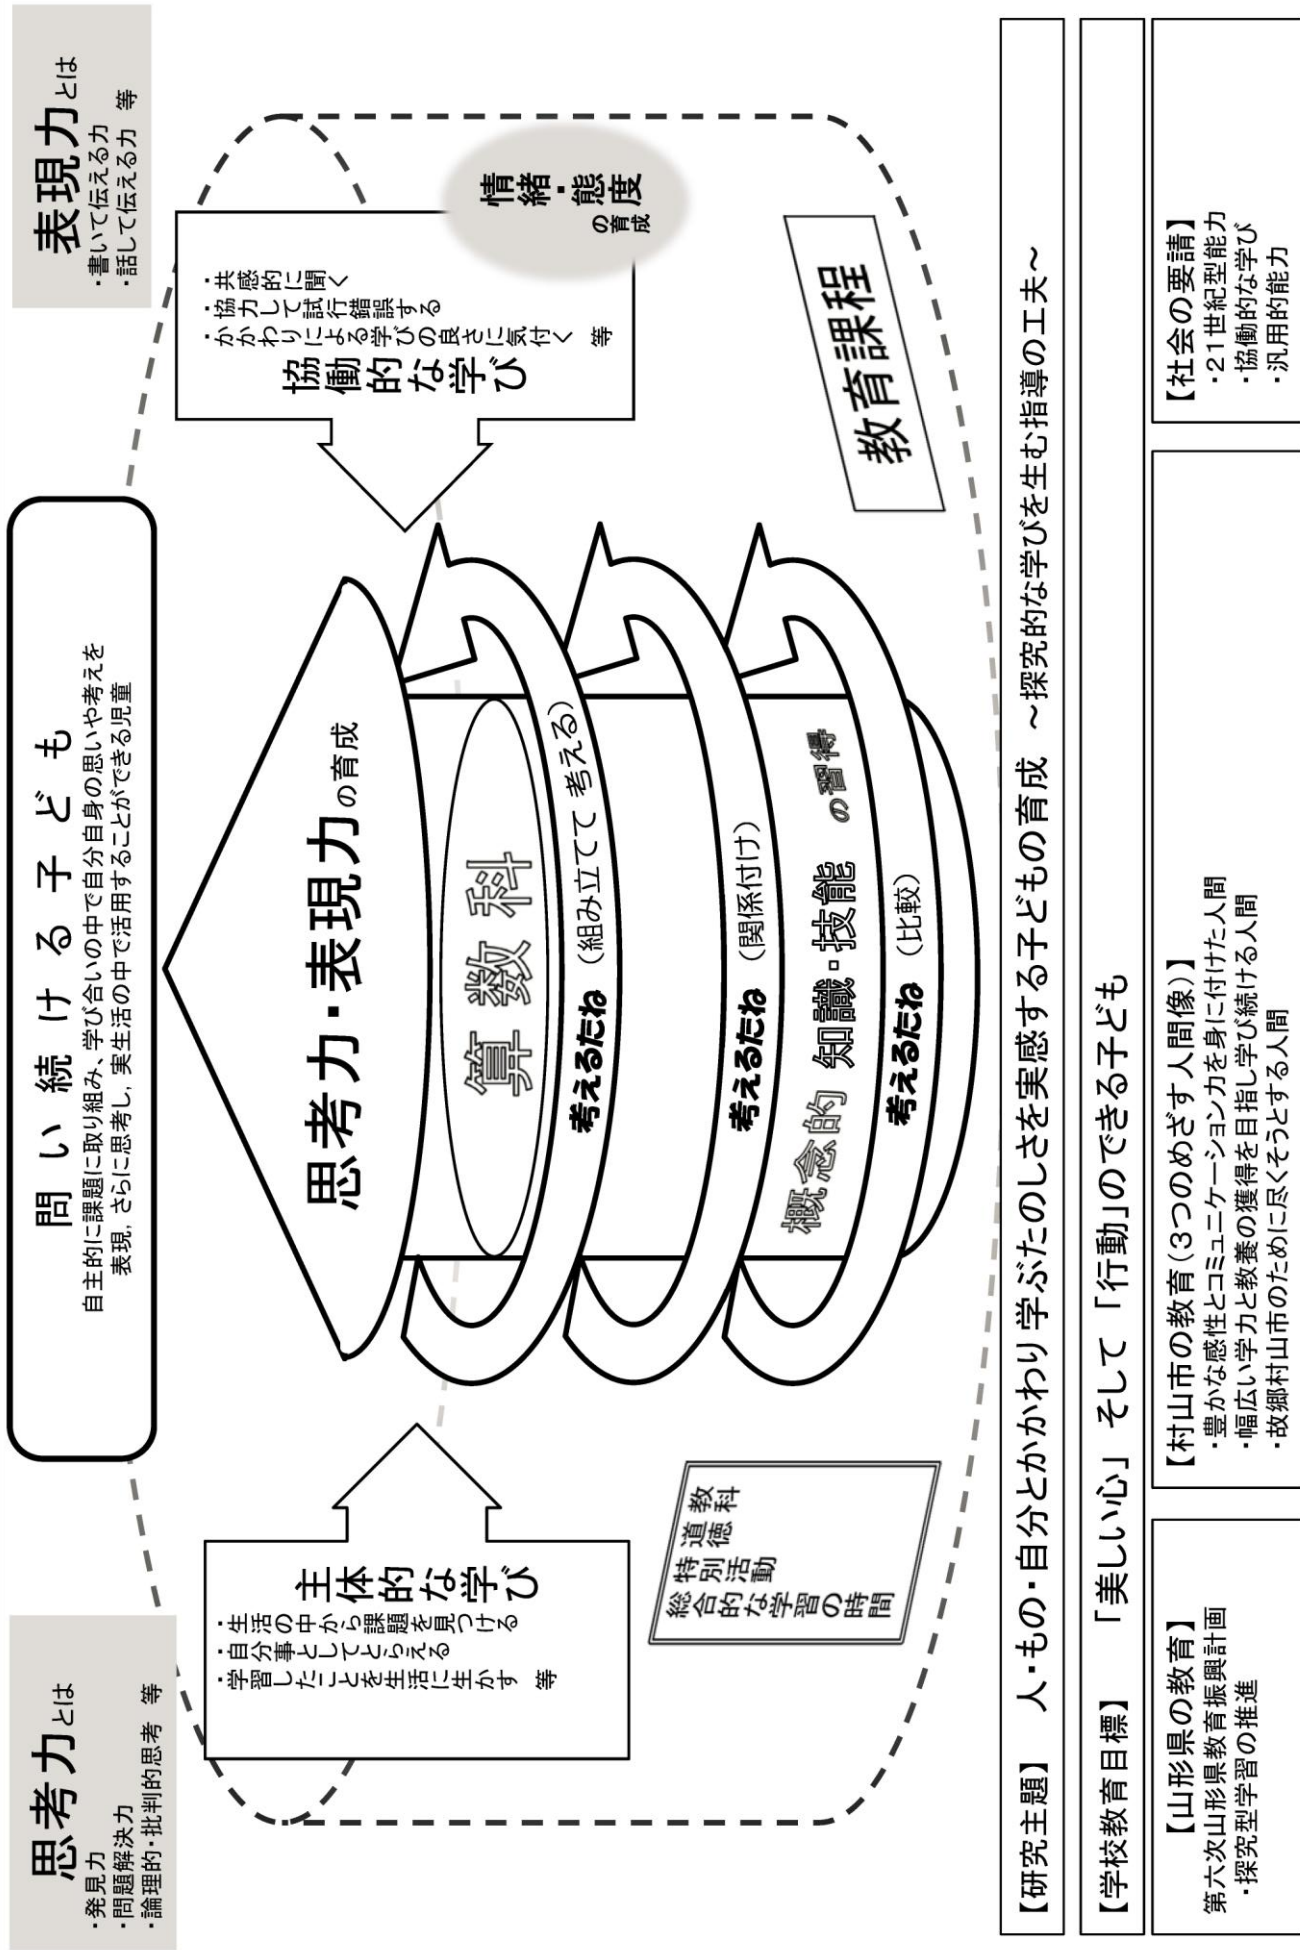 問い続ける子ども
自主的に課題に取り組み、学び合いの中で自分自身の思いや考えを
表現，さらに思考し，実生活の中で活用することができる児童
思考力とは
・発見力
・問題解決力
・論理的・批判的思考　等
表現力とは
・書いて伝える力
・話して伝える力　等
主体的な学び
・生活の中から課題を見つける
・自分事としてとらえる
・学習したことを生活に生かす　等
・共感的に聞く
・協力して試行錯誤する
・かかわりによる学びの良さに気付く　等
協働的な学び
情緒・態度
の育成
思考力・表現力の育成
算数科
考えるたね（組み立てて 考える）
考えるたね（関係付け）
概念的 知識・技能 の習得
考えるたね（比較）
教科
道徳
特別活動
総合的な学習の時間
教育課程
【研究主題】　人・もの・自分とかかわり 学ぶたのしさを実感する子どもの育成　～探究的な学びを生む指導の工夫～
【学校教育目標】　「美しい心」 そして 「行動」のできる子ども
【山形県の教育】
第六次山形県教育振興計画
・探究型学習の推進
【村山市の教育（３つのめざす人間像）】
・豊かな感性とコミュニケーション力を身に付けた人間
・幅広い学力と教養の獲得を目指し学び続ける人間
・故郷村山市のために尽くそうとする人間
【社会の要請】
・21世紀型能力
・協働的な学び
・汎用的能力